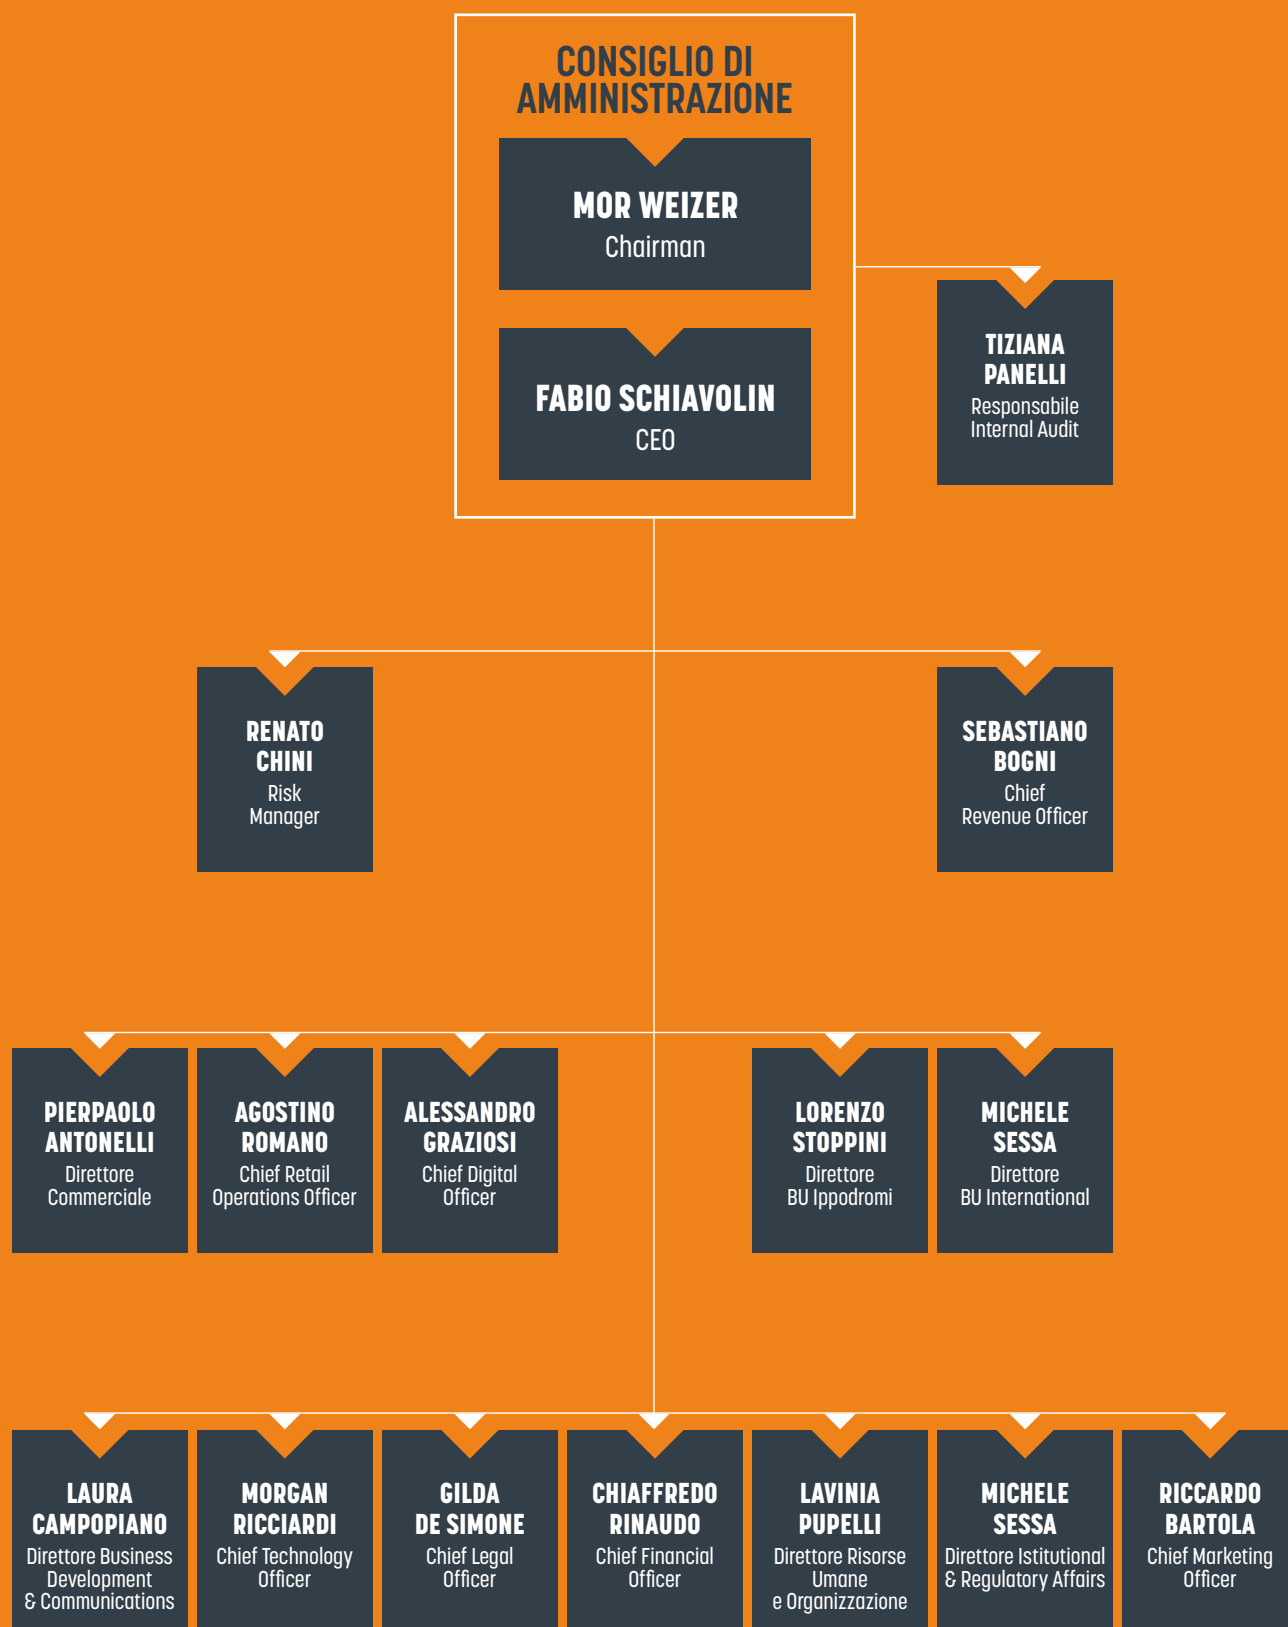 CONSIGLIO DI
AMMINISTRAZIONE
MOR WEIZER
Chairman
FABIO SCHIAVOLIN
CEO
TIZIANA
PANELLI
Responsabile
Internal Audit
RENATO
CHINI
Risk
Manager
SEBASTIANO
BOGNI
Chief
Revenue Officer
PIERPAOLO
ANTONELLI
Direttore
Commerciale
AGOSTINO
ROMANO
Chief Retail
Operations Officer
ALESSANDRO
GRAZIOSI
Chief Digital
Officer
LORENZO
STOPPINI
Direttore
BU Ippodromi
MICHELE
SESSA
Direttore
BU International
LAURA
CAMPOPIANO
Direttore Business
Development
& Communications
MORGAN
RICCIARDI
Chief Technology
Officer
GILDA
DE SIMONE
Chief Legal
Officer
CHIAFFREDO
RINAUDO
Chief Financial
Officer
LAVINIA
PUPELLI
Direttore Risorse
Umane
e Organizzazione
MICHELE
SESSA
Direttore Istitutional
& Regulatory Affairs
RICCARDO
BARTOLA
Chief Marketing
Officer